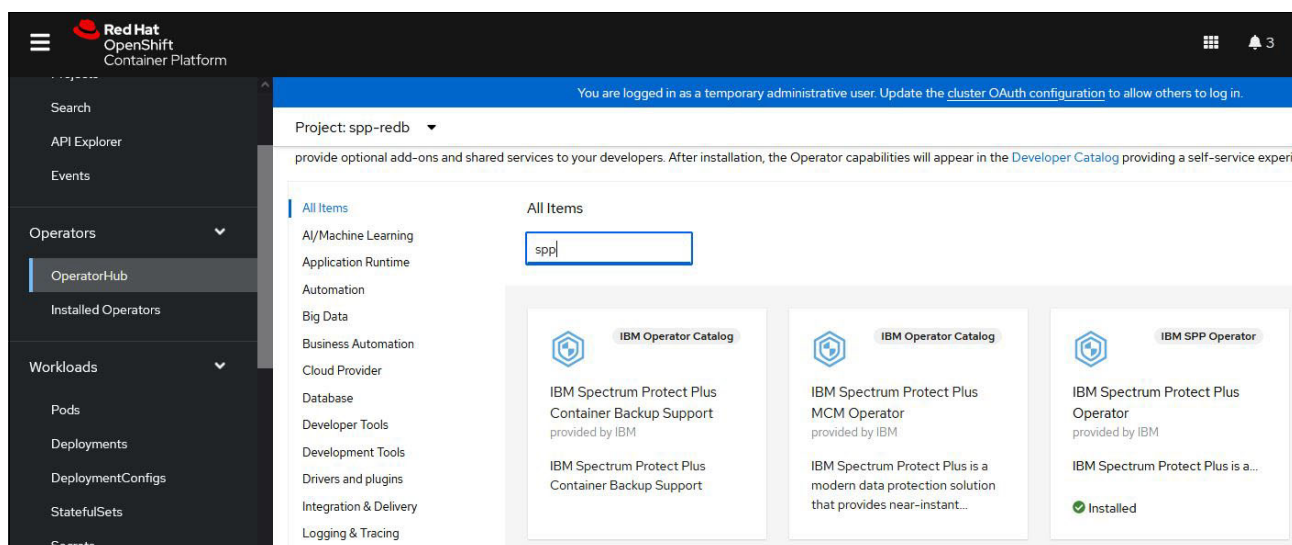 Red Hat
OpenShift
Container Platform
3
Projects
Search
API Explorer
Events
Operators
OperatorHub
Installed Operators
Workloads
Pods
Deployments
DeploymentConfigs
StatefulSets
Secrets
You are logged in as a temporary administrative user. Update the cluster OAuth configuration to allow others to log in.
Project: spp-redb
provide optional add-ons and shared services to your developers. After installation, the Operator capabilities will appear in the Developer Catalog providing a self-service experi
All Items
AI/Machine Learning
Application Runtime
Automation
Big Data
Business Automation
Cloud Provider
Database
Developer Tools
Development Tools
Drivers and plugins
Integration & Delivery
Logging & Tracing
All Items
spp
IBM Operator Catalog
IBM Spectrum Protect Plus
Container Backup Support
provided by IBM
IBM Spectrum Protect Plus
Container Backup Support
IBM Operator Catalog
IBM Spectrum Protect Plus
MCM Operator
provided by IBM
IBM Spectrum Protect Plus is a
modern data protection solution
that provides near-instant...
IBM SPP Operator
IBM Spectrum Protect Plus
Operator
provided by IBM
IBM Spectrum Protect Plus is a...
Installed